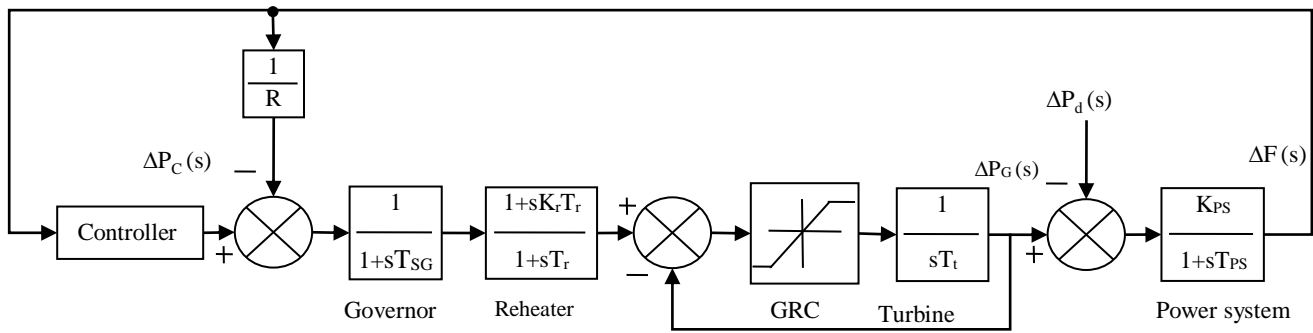 1
R
ΔP_d(s)
ΔP_C(s)
−
ΔP_G(s)
−
ΔF(s)
Controller
+
1
1+sT_SG
1+sK_rT_r
1+sT_r
+
−
1
sT_t
+
K_PS
1+sT_PS
Governor
Reheater
GRC
Turbine
Power system